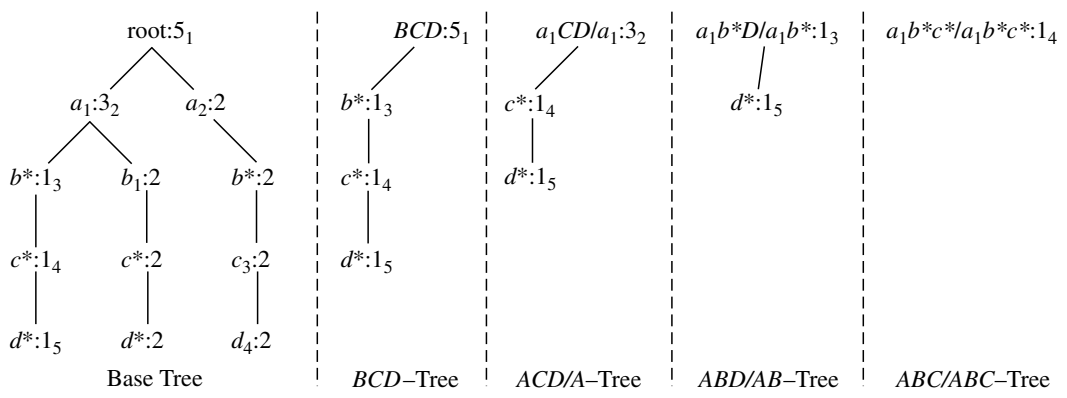 root:5₁ BCD:5₁ a₁CD/a₁:3₂ a₁b*D/a₁b*:1₃ a₁b*c*/a₁b*c*:1₄
a₁:3₂ a₂:2 b*:1₃ c*:1₄ d*:1₅
b*:1₃ b₁:2 b*:2 c*:1₄ d*:1₅
c*:1₄ c*:2 c₃:2 d*:1₅
d*:1₅ d*:2 d₄:2
Base Tree BCD–Tree ACD/A–Tree ABD/AB–Tree ABC/ABC–Tree